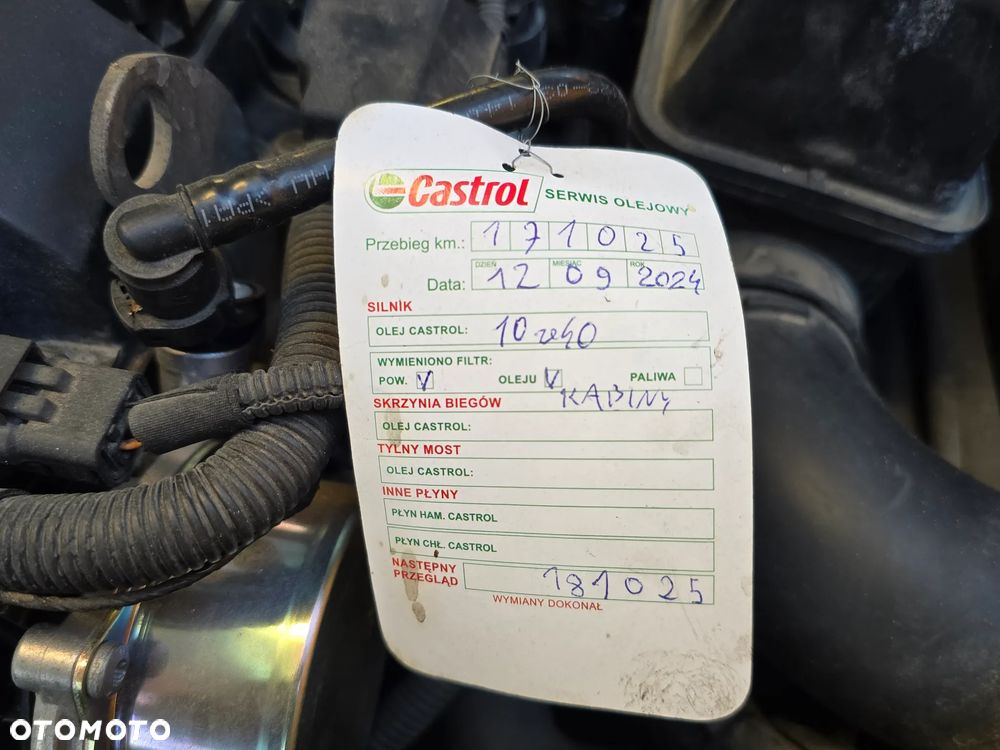 Castrol SERWIS OLEJOWY
Przebieg km.: 171025
DZIEŃ MIESIĄC ROK
Data: 12 09 2024
SILNIK
OLEJ CASTROL: 10w40
WYMIENIONO FILTR:
POW. V OLEJU V PALIWA
KABINY
SKRZYNIA BIEGÓW
OLEJ CASTROL:
TYLNY MOST
OLEJ CASTROL:
INNE PŁYNY
PŁYN HAM. CASTROL
PŁYN CHŁ. CASTROL
NASTĘPNY
PRZEGLĄD 181025
WYMIANY DOKONAŁ
OTOMOTO